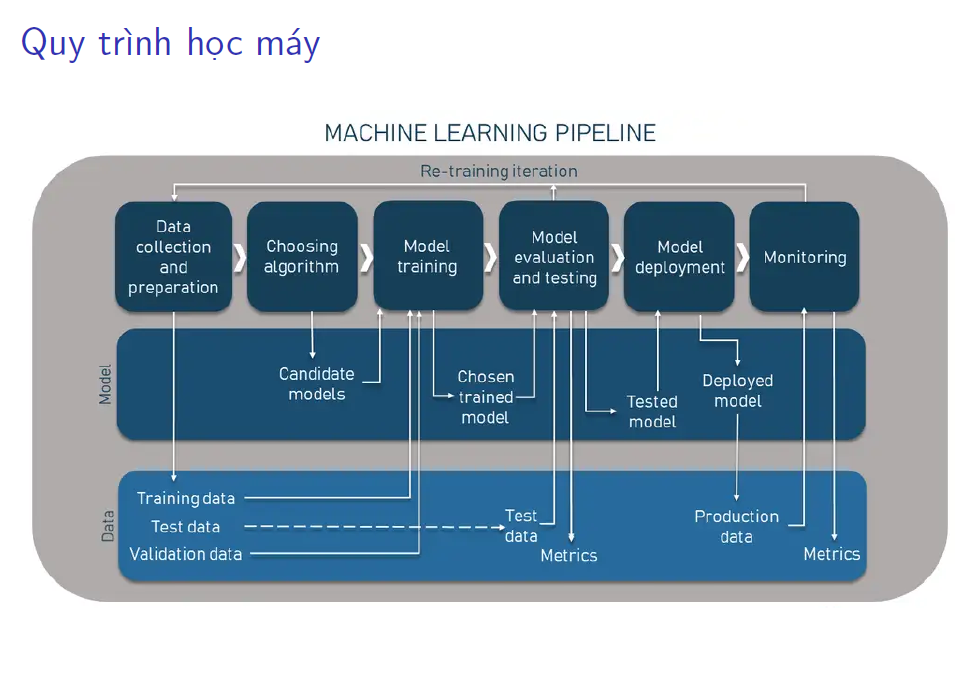 Quy trình học máy
MACHINE LEARNING PIPELINE
Re-training iteration
Data
collection
and
preparation
Choosing
algorithm
Model
training
Model
evaluation
and testing
Model
deployment
Monitoring
Model
Candidate
models
Chosen
trained
model
Tested
model
Deployed
model
Data
Training data
Test data
Validation data
Test
data
Metrics
Production
data
Metrics